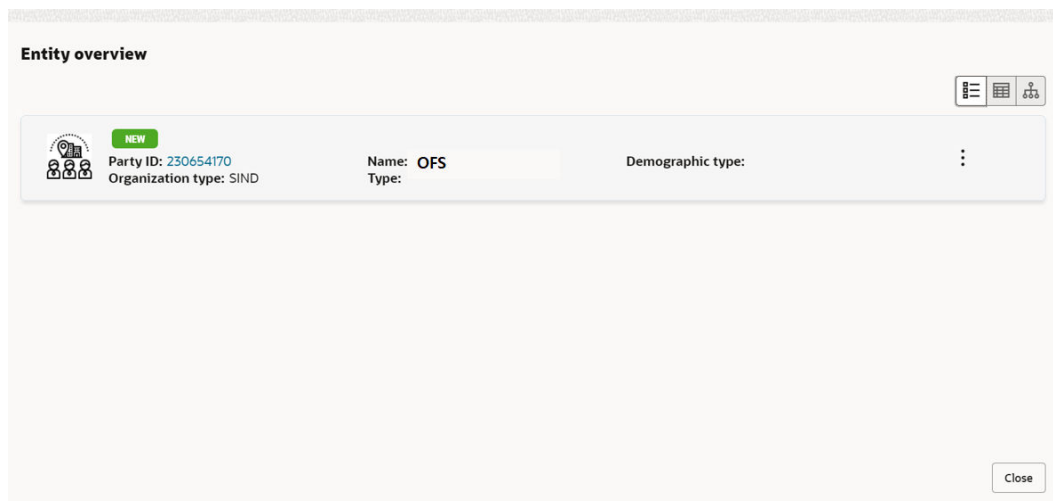 Entity overview
NEW
Party ID: 230654170
Organization type: SIND
Name: OFS
Type:
Demographic type:
Close